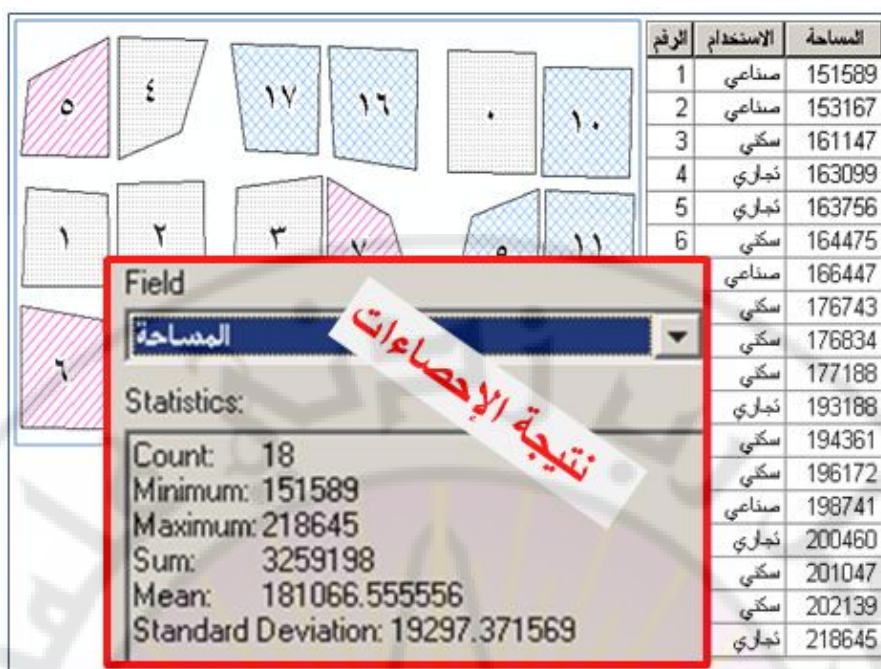 الرقم الاستخدام المساحة
1 صناعي 151589
2 صناعي 153167
3 سكني 161147
4 تجاري 163099
5 تجاري 163756
6 سكني 164475
صناعي 166447
سكني 176743
سكني 176834
سكني 177188
تجاري 193188
سكني 194361
سكني 196172
صناعي 198741
تجاري 200460
سكني 201047
سكني 202139
تجاري 218645
٥ ٤ ١٧ ١٦ ٠ ١٠
١ ٢ ٣ ٧ ٩ ١١
٦
Field
المساحة
نتيجة الإحصاءات
Statistics:
Count: 18
Minimum: 151589
Maximum: 218645
Sum: 3259198
Mean: 181066.555556
Standard Deviation: 19297.371569